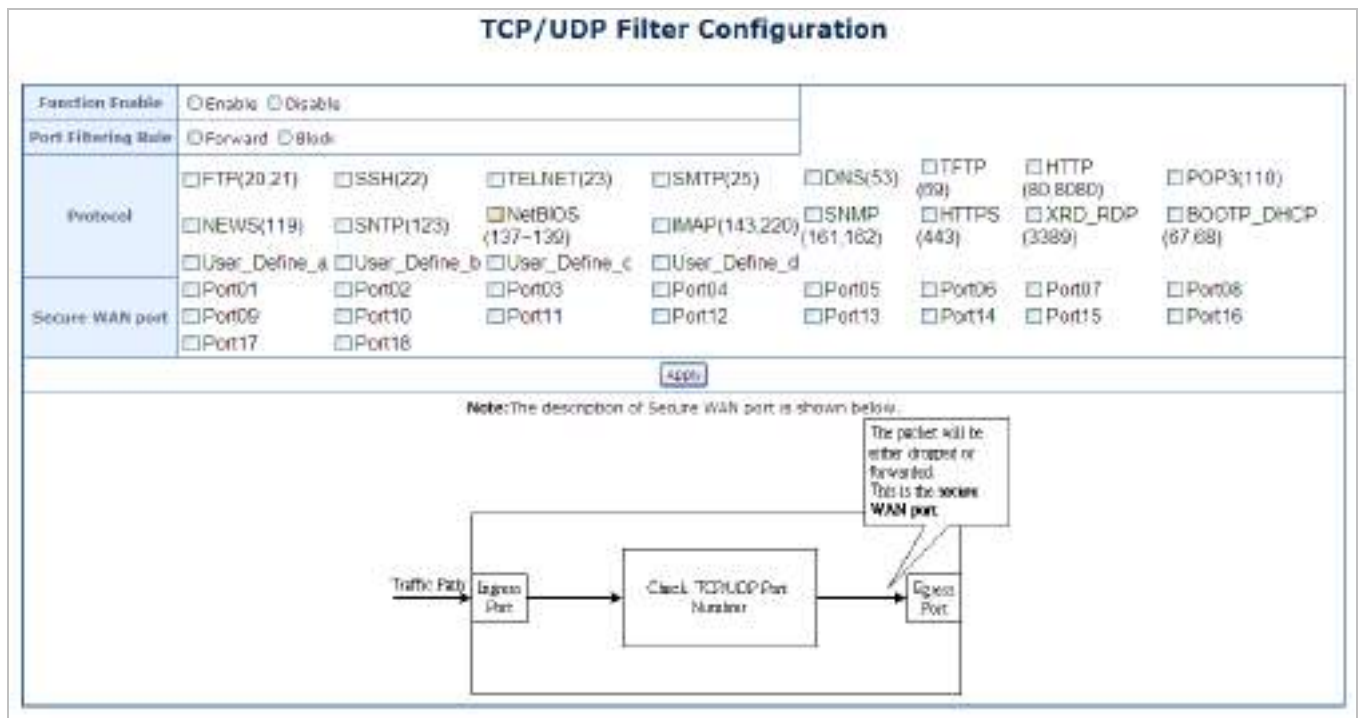 TCP/UDP Filter Configuration
Function Enable Enable Disable
Port Filtering Rule Forward Block
Protocol
FTP(20,21) SSH(22) TELNET(23) SMTP(25) DNS(53) TFTP (69) HTTP (80,8080) POP3(110)
NEWS(119) SNTP(123) NetBIOS (137~139) IMAP(143,220) SNMP (161,162) HTTPS (443) XRD_RDP (3389) BOOTP_DHCP (67,68)
User_Define_a User_Define_b User_Define_c User_Define_d
Secure WAN port
Port01 Port02 Port03 Port04 Port05 Port06 Port07 Port08
Port09 Port10 Port11 Port12 Port13 Port14 Port15 Port16
Port17 Port18
Apply
Note:The description of Secure WAN port is shown below.
The packet will be
either dropped or
forwarded.
This is the secure
WAN port
Traffic Path
Ingress
Port
Check TCP/UDP Port
Number
Egress
Port